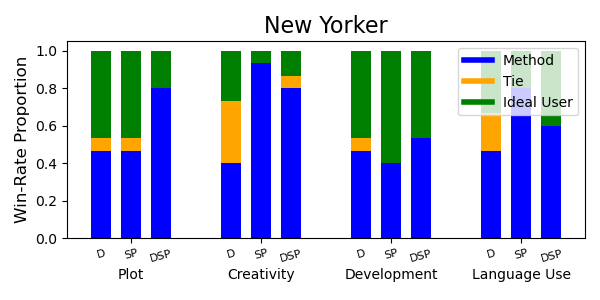 New Yorker
Win-Rate Proportion
1.0
0.8
0.6
0.4
0.2
0.0
Method
Tie
Ideal User
D SP DSP D SP DSP D SP DSP D SP DSP
Plot Creativity Development Language Use